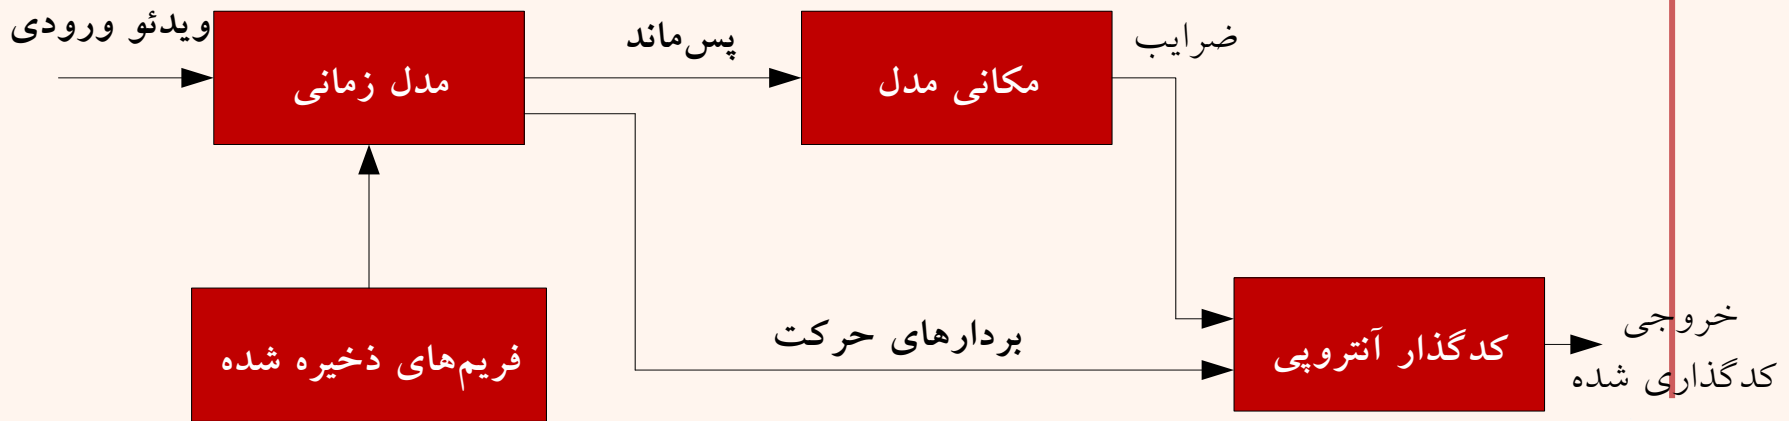 ویدئو ورودی
مدل زمانی
پس‌ماند
مکانی مدل
ضرایب
فریم‌های ذخیره شده
بردارهای حرکت
کدگذار آنتروپی
خروجی
کدگذاری شده